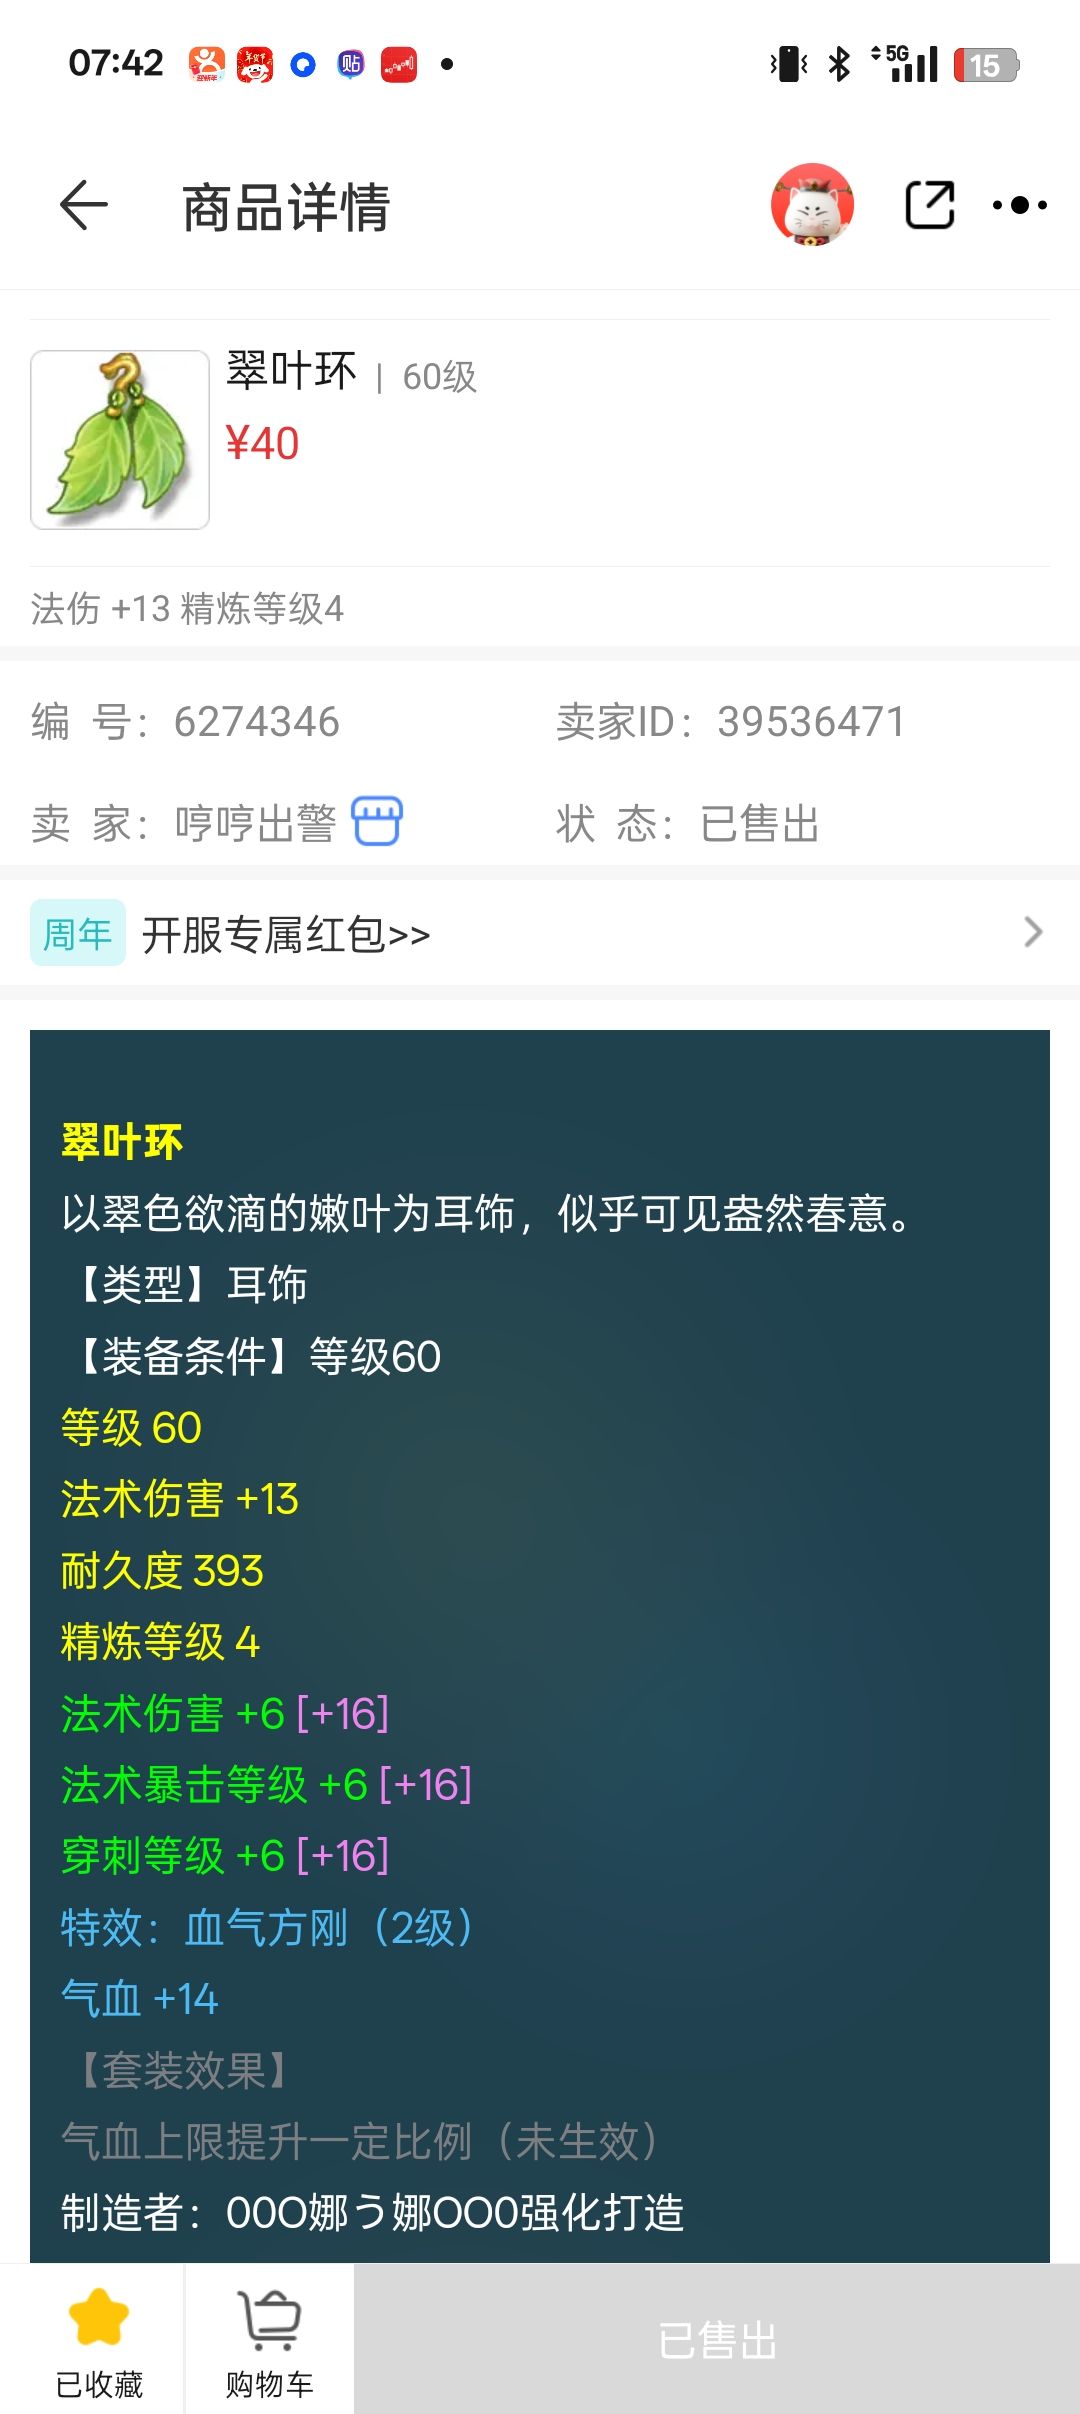 07:42 贴 5G 15
商品详情
翠叶环 | 60级
¥40
法伤 +13 精炼等级4
编 号：6274346 卖家ID：39536471
卖 家：哼哼出警 状 态：已售出
周年 开服专属红包>>
翠叶环
以翠色欲滴的嫩叶为耳饰，似乎可见盎然春意。
【类型】耳饰
【装备条件】等级60
等级 60
法术伤害 +13
耐久度 393
精炼等级 4
法术伤害 +6 [+16]
法术暴击等级 +6 [+16]
穿刺等级 +6 [+16]
特效：血气方刚（2级）
气血 +14
【套装效果】
气血上限提升一定比例（未生效）
制造者：00O娜う娜OO0强化打造
已收藏 购物车 已售出